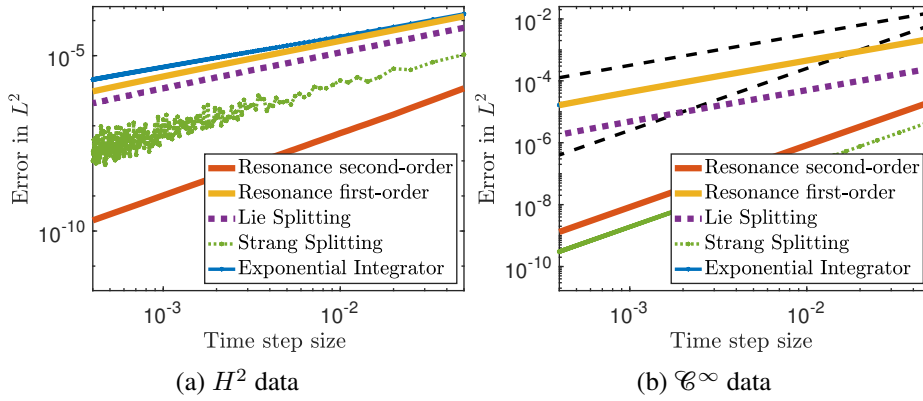 Error in L²
10⁻⁵
10⁻¹⁰
Resonance second-order
Resonance first-order
Lie Splitting
Strang Splitting
Exponential Integrator
10⁻³
10⁻²
Time step size
(a) H² data
Error in L²
10⁻²
10⁻⁴
10⁻⁶
10⁻⁸
10⁻¹⁰
Resonance second-order
Resonance first-order
Lie Splitting
Strang Splitting
Exponential Integrator
10⁻³
10⁻²
Time step size
(b) 𝒞^∞ data